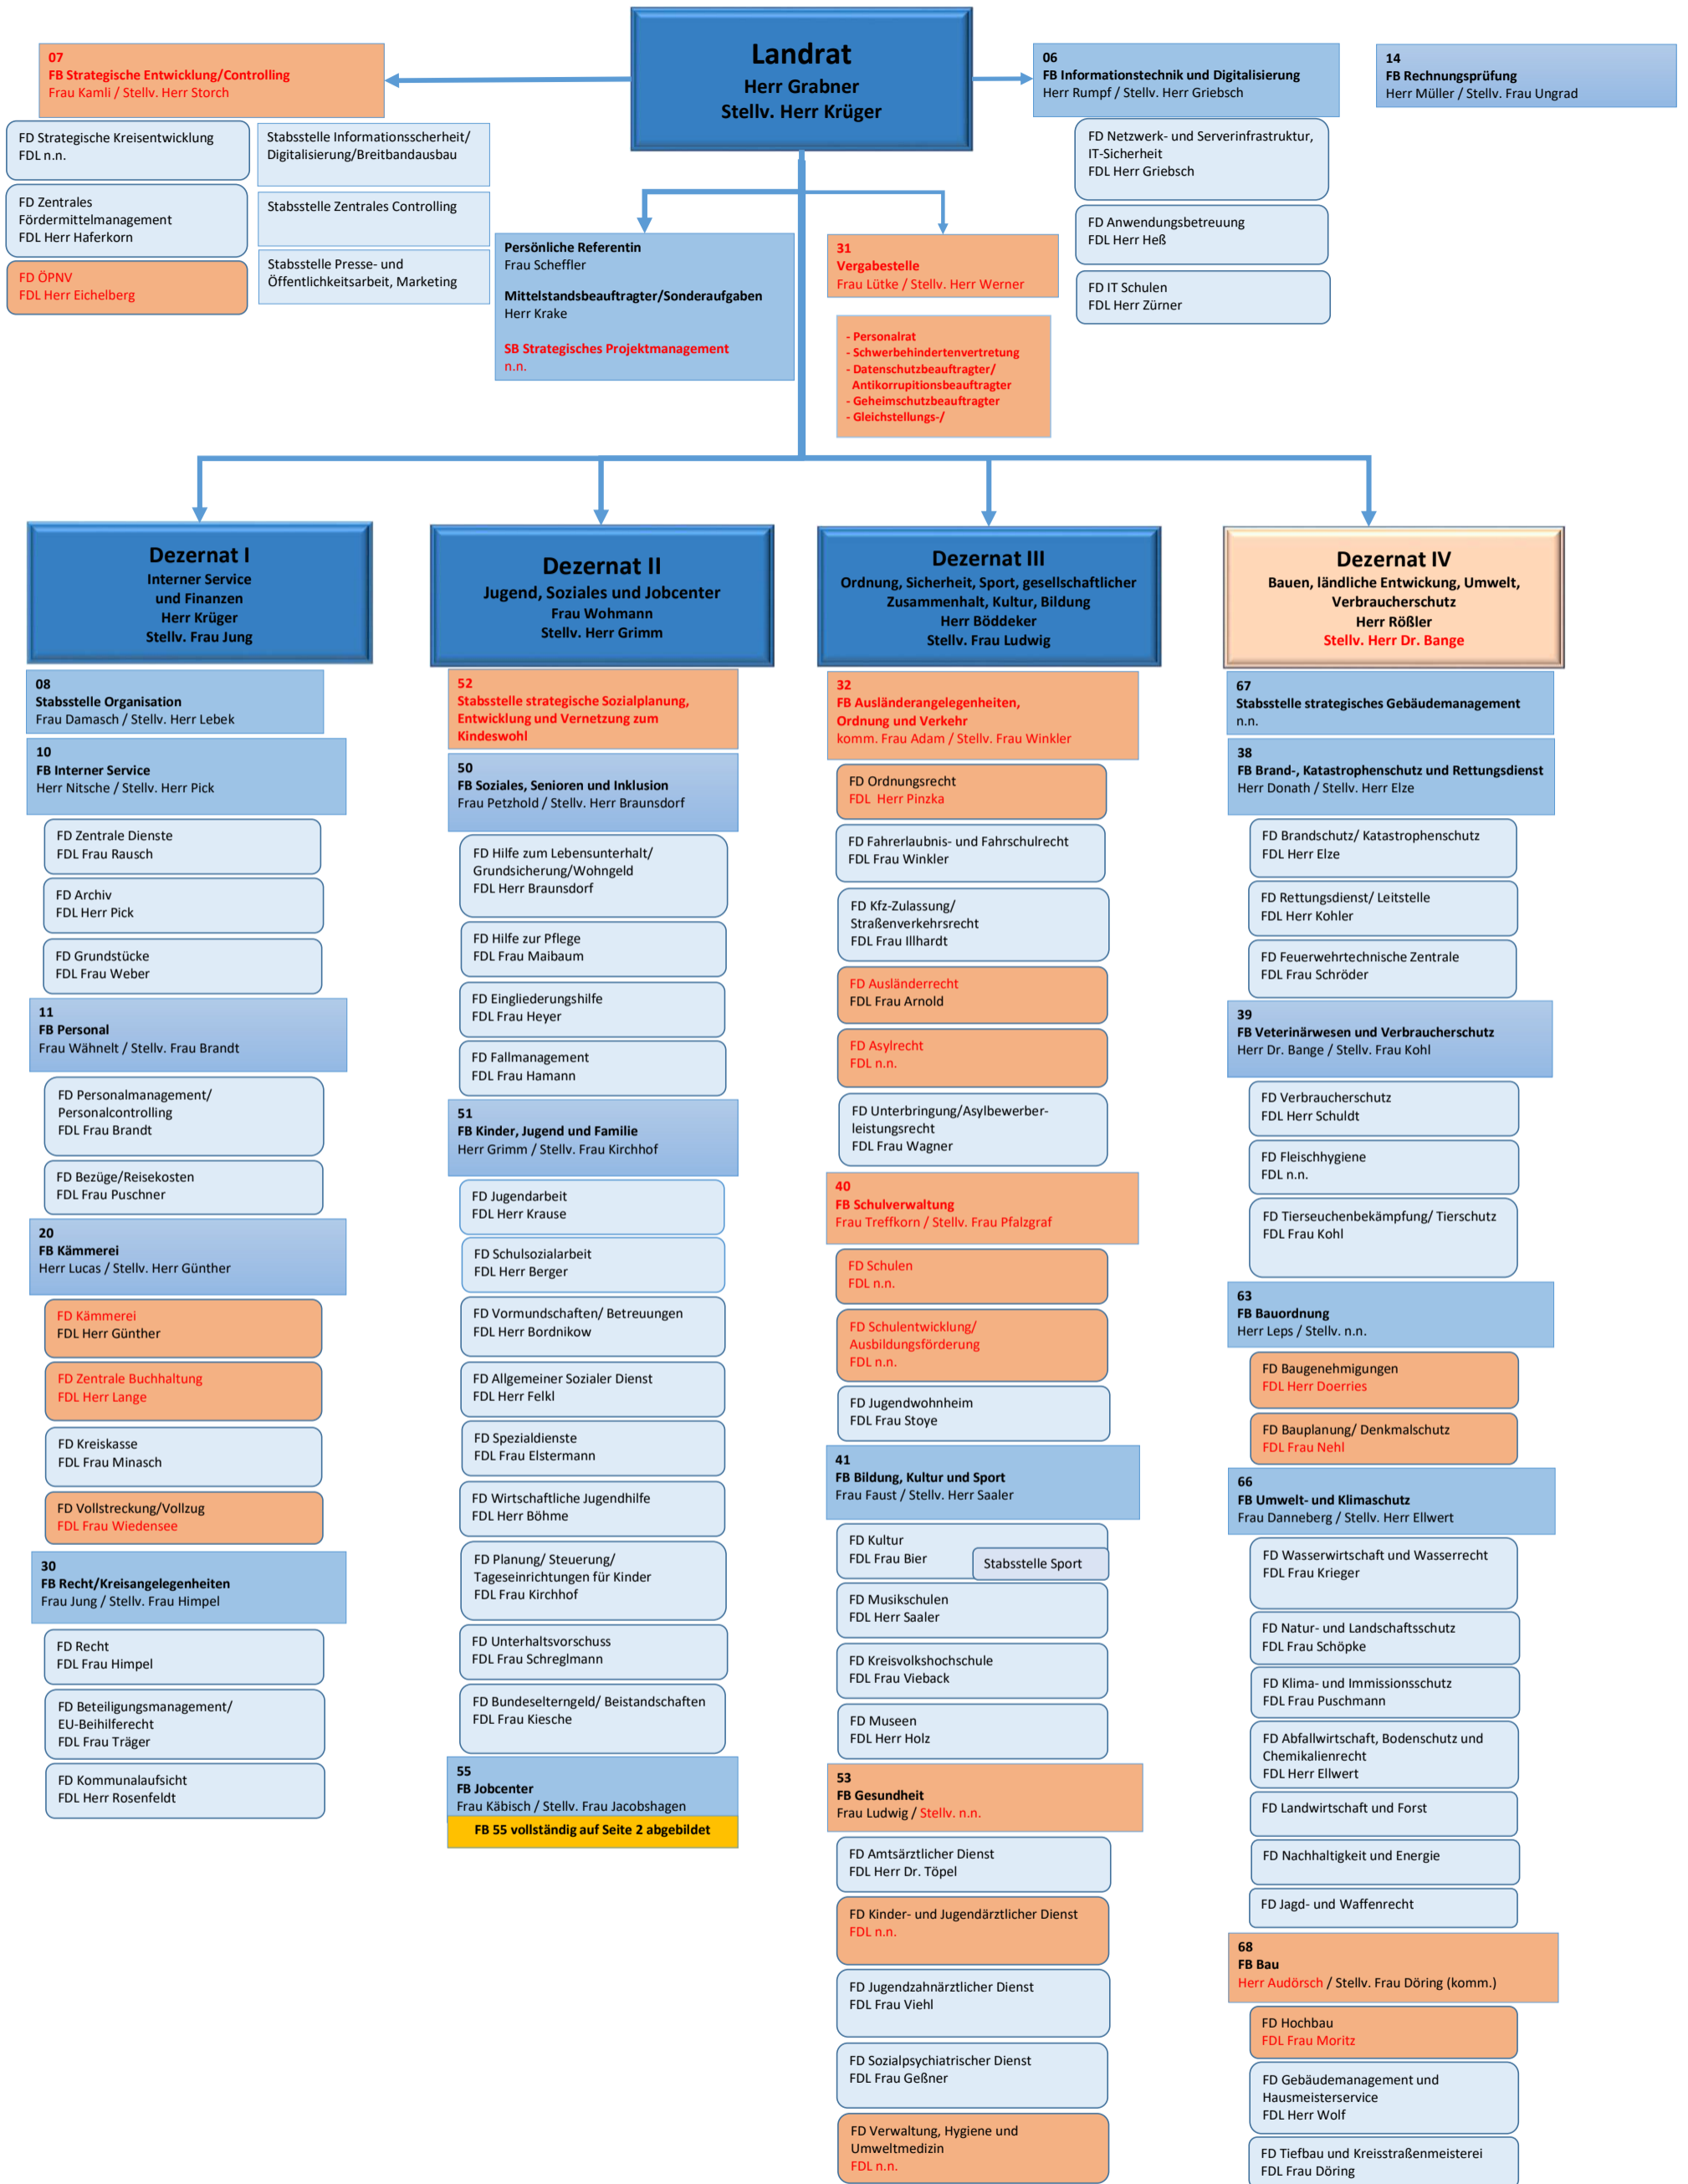 Landrat
Herr Grabner
Stellv. Herr Krüger
07
FB Strategische Entwicklung/Controlling
Frau Kamli / Stellv. Herr Storch
FD Strategische Kreisentwicklung
FDL n.n.
FD Zentrales
Fördermittelmanagement
FDL Herr Haferkorn
FD ÖPNV
FDL Herr Eichelberg
Stabsstelle Informationsscherheit/
Digitalisierung/Breitbandausbau
Stabsstelle Zentrales Controlling
Stabsstelle Presse- und
Öffentlichkeitsarbeit, Marketing
Persönliche Referentin
Frau Scheffler
Mittelstandsbeauftragter/Sonderaufgaben
Herr Krake
SB Strategisches Projektmanagement
n.n.
31
Vergabestelle
Frau Lütke / Stellv. Herr Werner
- Personalrat
- Schwerbehindertenvertretung
- Datenschutzbeauftragter/
Antikorrupitionsbeauftragter
- Geheimschutzbeauftragter
- Gleichstellungs-/
06
FB Informationstechnik und Digitalisierung
Herr Rumpf / Stellv. Herr Griebsch
FD Netzwerk- und Serverinfrastruktur,
IT-Sicherheit
FDL Herr Griebsch
FD Anwendungsbetreuung
FDL Herr Heß
FD IT Schulen
FDL Herr Zürner
14
FB Rechnungsprüfung
Herr Müller / Stellv. Frau Ungrad
Dezernat I
Interner Service
und Finanzen
Herr Krüger
Stellv. Frau Jung
08
Stabsstelle Organisation
Frau Damasch / Stellv. Herr Lebek
10
FB Interner Service
Herr Nitsche / Stellv. Herr Pick
FD Zentrale Dienste
FDL Frau Rausch
FD Archiv
FDL Herr Pick
FD Grundstücke
FDL Frau Weber
11
FB Personal
Frau Wähnelt / Stellv. Frau Brandt
FD Personalmanagement/
Personalcontrolling
FDL Frau Brandt
FD Bezüge/Reisekosten
FDL Frau Puschner
20
FB Kämmerei
Herr Lucas / Stellv. Herr Günther
FD Kämmerei
FDL Herr Günther
FD Zentrale Buchhaltung
FDL Herr Lange
FD Kreiskasse
FDL Frau Minasch
FD Vollstreckung/Vollzug
FDL Frau Wiedensee
30
FB Recht/Kreisangelegenheiten
Frau Jung / Stellv. Frau Himpel
FD Recht
FDL Frau Himpel
FD Beteiligungsmanagement/
EU-Beihilferecht
FDL Frau Träger
FD Kommunalaufsicht
FDL Herr Rosenfeldt
Dezernat II
Jugend, Soziales und Jobcenter
Frau Wohmann
Stellv. Herr Grimm
52
Stabsstelle strategische Sozialplanung,
Entwicklung und Vernetzung zum
Kindeswohl
50
FB Soziales, Senioren und Inklusion
Frau Petzhold / Stellv. Herr Braunsdorf
FD Hilfe zum Lebensunterhalt/
Grundsicherung/Wohngeld
FDL Herr Braunsdorf
FD Hilfe zur Pflege
FDL Frau Maibaum
FD Eingliederungshilfe
FDL Frau Heyer
FD Fallmanagement
FDL Frau Hamann
51
FB Kinder, Jugend und Familie
Herr Grimm / Stellv. Frau Kirchhof
FD Jugendarbeit
FDL Herr Krause
FD Schulsozialarbeit
FDL Herr Berger
FD Vormundschaften/ Betreuungen
FDL Herr Bordnikow
FD Allgemeiner Sozialer Dienst
FDL Herr Felkl
FD Spezialdienste
FDL Frau Elstermann
FD Wirtschaftliche Jugendhilfe
FDL Herr Böhme
FD Planung/ Steuerung/
Tageseinrichtungen für Kinder
FDL Frau Kirchhof
FD Unterhaltsvorschuss
FDL Frau Schreglmann
FD Bundeselterngeld/ Beistandschaften
FDL Frau Kiesche
55
FB Jobcenter
Frau Käbisch / Stellv. Frau Jacobshagen
FB 55 vollständig auf Seite 2 abgebildet
Dezernat III
Ordnung, Sicherheit, Sport, gesellschaftlicher
Zusammenhalt, Kultur, Bildung
Herr Böddeker
Stellv. Frau Ludwig
32
FB Ausländerangelegenheiten,
Ordnung und Verkehr
komm. Frau Adam / Stellv. Frau Winkler
FD Ordnungsrecht
FDL Herr Pinzka
FD Fahrerlaubnis- und Fahrschulrecht
FDL Frau Winkler
FD Kfz-Zulassung/
Straßenverkehrsrecht
FDL Frau Illhardt
FD Ausländerrecht
FDL Frau Arnold
FD Asylrecht
FDL n.n.
FD Unterbringung/Asylbewerber-
leistungsrecht
FDL Frau Wagner
40
FB Schulverwaltung
Frau Treffkorn / Stellv. Frau Pfalzgraf
FD Schulen
FDL n.n.
FD Schulentwicklung/
Ausbildungsförderung
FDL n.n.
FD Jugendwohnheim
FDL Frau Stoye
41
FB Bildung, Kultur und Sport
Frau Faust / Stellv. Herr Saaler
FD Kultur
FDL Frau Bier
Stabsstelle Sport
FD Musikschulen
FDL Herr Saaler
FD Kreisvolkshochschule
FDL Frau Vieback
FD Museen
FDL Herr Holz
53
FB Gesundheit
Frau Ludwig / Stellv. n.n.
FD Amtsärztlicher Dienst
FDL Herr Dr. Töpel
FD Kinder- und Jugendärztlicher Dienst
FDL n.n.
FD Jugendzahnärztlicher Dienst
FDL Frau Viehl
FD Sozialpsychiatrischer Dienst
FDL Frau Geßner
FD Verwaltung, Hygiene und
Umweltmedizin
FDL n.n.
Dezernat IV
Bauen, ländliche Entwickung, Umwelt,
Verbraucherschutz
Herr Rößler
Stellv. Herr Dr. Bange
67
Stabsstelle strategisches Gebäudemanagement
n.n.
38
FB Brand-, Katastrophenschutz und Rettungsdienst
Herr Donath / Stellv. Herr Elze
FD Brandschutz/ Katastrophenschutz
FDL Herr Elze
FD Rettungsdienst/ Leitstelle
FDL Herr Kohler
FD Feuerwehrtechnische Zentrale
FDL Frau Schröder
39
FB Veterinärwesen und Verbraucherschutz
Herr Dr. Bange / Stellv. Frau Kohl
FD Verbraucherschutz
FDL Herr Schuldt
FD Fleischhygiene
FDL n.n.
FD Tierseuchenbekämpfung/ Tierschutz
FDL Frau Kohl
63
FB Bauordnung
Herr Leps / Stellv. n.n.
FD Baugenehmigungen
FDL Herr Doerries
FD Bauplanung/ Denkmalschutz
FDL Frau Nehl
66
FB Umwelt- und Klimaschutz
Frau Danneberg / Stellv. Herr Ellwert
FD Wasserwirtschaft und Wasserrecht
FDL Frau Krieger
FD Natur- und Landschaftsschutz
FDL Frau Schöpke
FD Klima- und Immissionsschutz
FDL Frau Puschmann
FD Abfallwirtschaft, Bodenschutz und
Chemikalienrecht
FDL Herr Ellwert
FD Landwirtschaft und Forst
FD Nachhaltigkeit und Energie
FD Jagd- und Waffenrecht
68
FB Bau
Herr Audörsch / Stellv. Frau Döring (komm.)
FD Hochbau
FDL Frau Moritz
FD Gebäudemanagement und
Hausmeisterservice
FDL Herr Wolf
FD Tiefbau und Kreisstraßenmeisterei
FDL Frau Döring